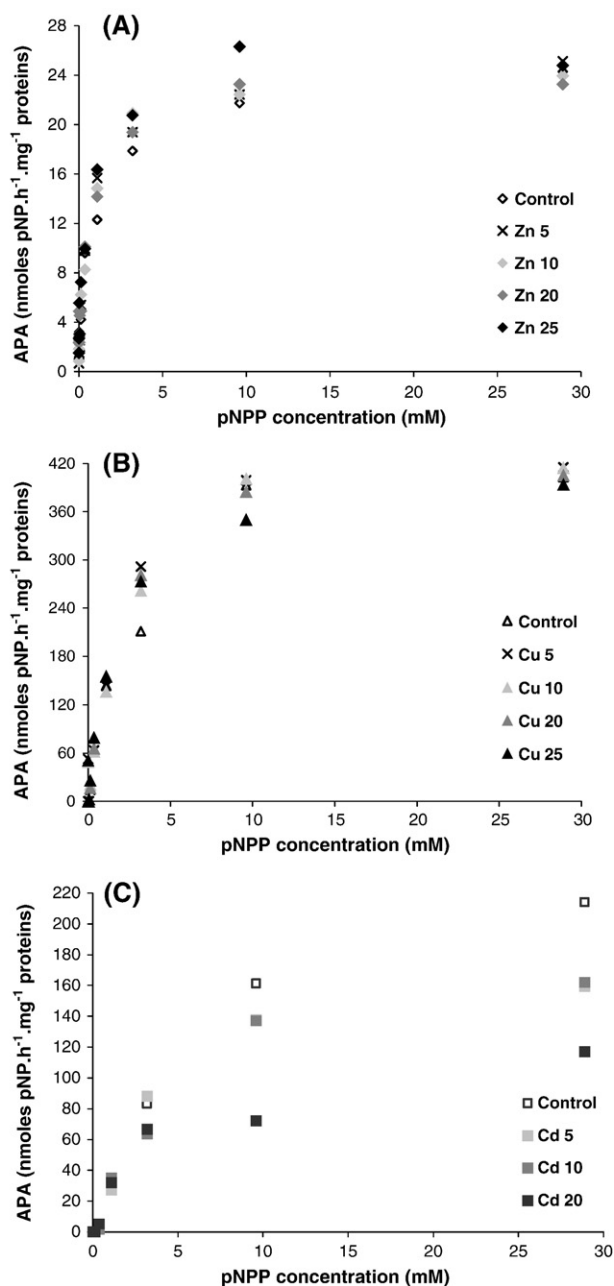 (A)
28
24
20
16
12
8
4
0
APA (nmoles pNP.h⁻¹.mg⁻¹ proteins)
Control
Zn 5
Zn 10
Zn 20
Zn 25
0 5 10 15 20 25 30
pNPP concentration (mM)
(B)
420
360
300
240
180
120
60
0
APA (nmoles pNP.h⁻¹.mg⁻¹ proteins)
Control
Cu 5
Cu 10
Cu 20
Cu 25
0 5 10 15 20 25 30
pNPP concentration (mM)
(C)
220
200
180
160
140
120
100
80
60
40
20
0
APA (nmoles pNP.h⁻¹.mg⁻¹ proteins)
Control
Cd 5
Cd 10
Cd 20
0 5 10 15 20 25 30
pNPP concentration (mM)